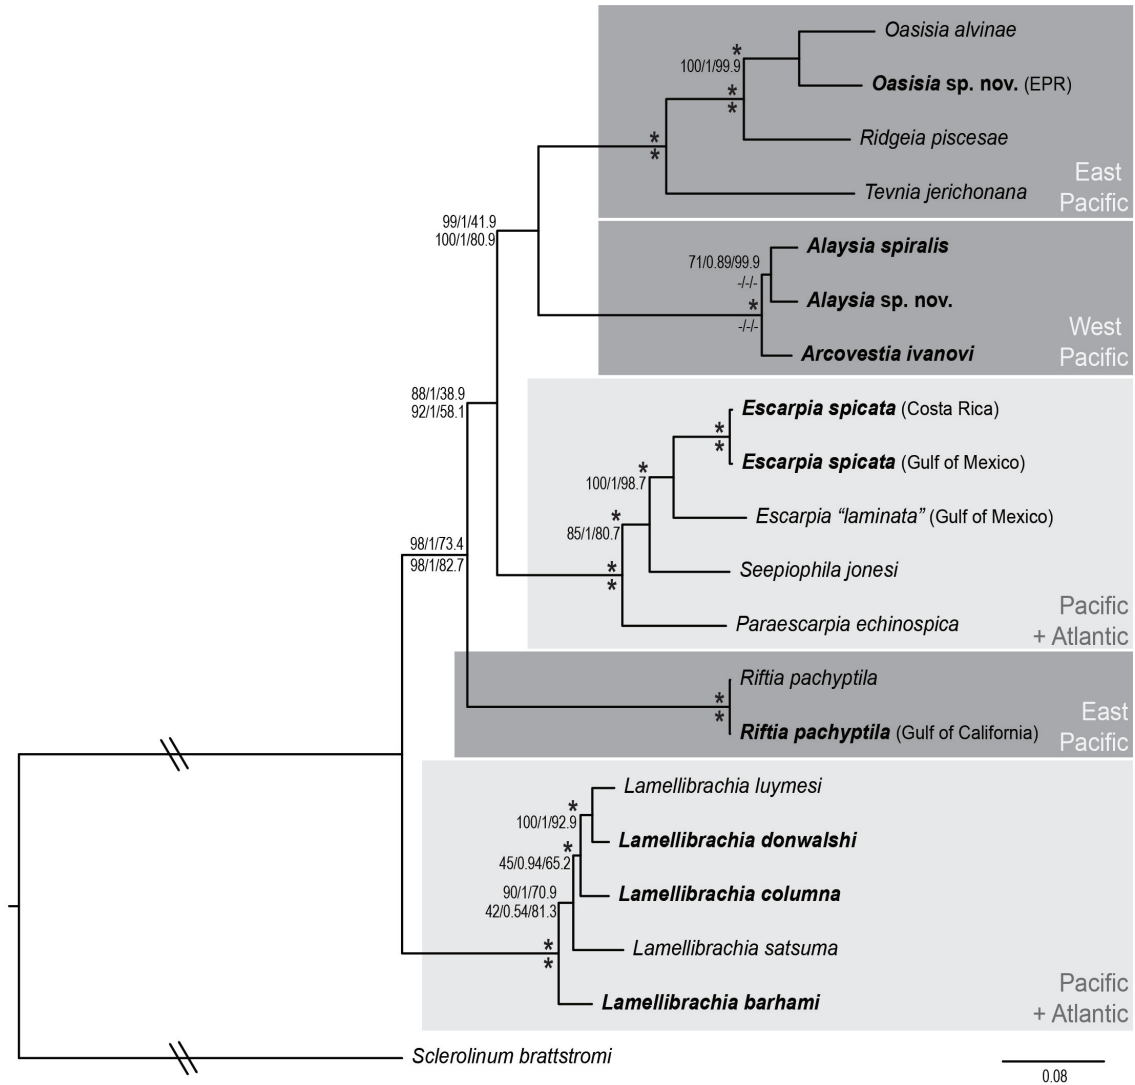 Oasisia alvinae
*
100/1/99.9
Oasisia sp. nov. (EPR)
*
*
Ridgeia piscesae
*
*
East
Pacific
Tevnia jerichonana
99/1/41.9
100/1/80.9
Alaysia spiralis
71/0.89/99.9
-/-/-
Alaysia sp. nov.
*
-/-/-
West
Pacific
Arcovestia ivanovi
88/1/38.9
92/1/58.1
Escarpia spicata (Costa Rica)
*
*
Escarpia spicata (Gulf of Mexico)
*
100/1/98.7
Escarpia “laminata” (Gulf of Mexico)
*
85/1/80.7
98/1/73.4
98/1/82.7
Seepiophila jonesi
*
*
Pacific
+ Atlantic
Paraescarpia echinospica
Riftia pachyptila
*
*
Riftia pachyptila (Gulf of California)
East
Pacific
Lamellibrachia luymesi
*
100/1/92.9
Lamellibrachia donwalshi
*
45/0.94/65.2
90/1/70.9
42/0.54/81.3
Lamellibrachia columna
*
*
Lamellibrachia satsuma
Pacific
+ Atlantic
Lamellibrachia barhami
Sclerolinum brattstromi
0.08